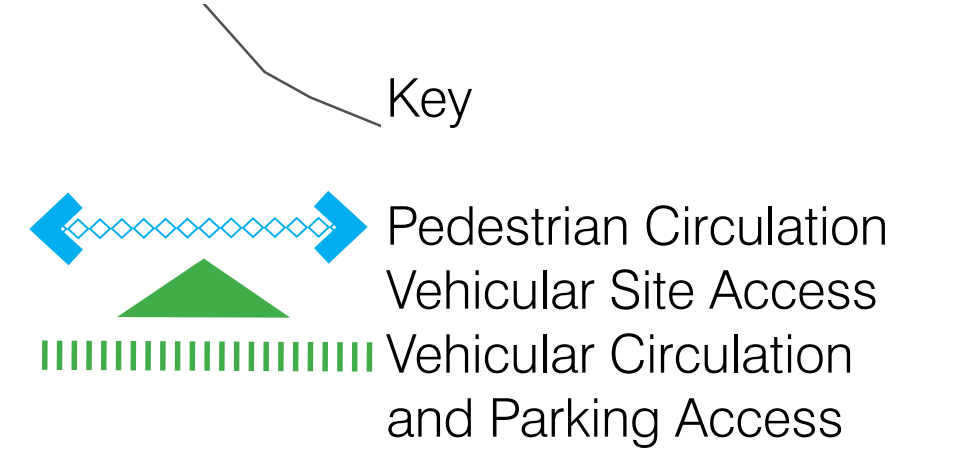 Key
Pedestrian Circulation
Vehicular Site Access
Vehicular Circulation
and Parking Access